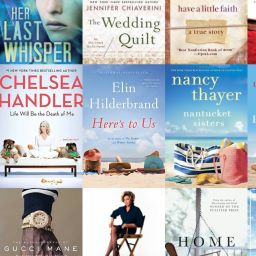 HER
LAST
WHISPER
JENNIFER CHIAVERINI
The
Wedding
Quilt
have a little faith
a true story
#1 NEW YORK TIMES BESTSELLING AUTHOR
CHELSEA
HANDLER
Life Will Be the Death of Me
Elin
Hilderbrand
Here's to Us
nancy
thayer
nantucket
sisters
GUCCI MANE
HOME